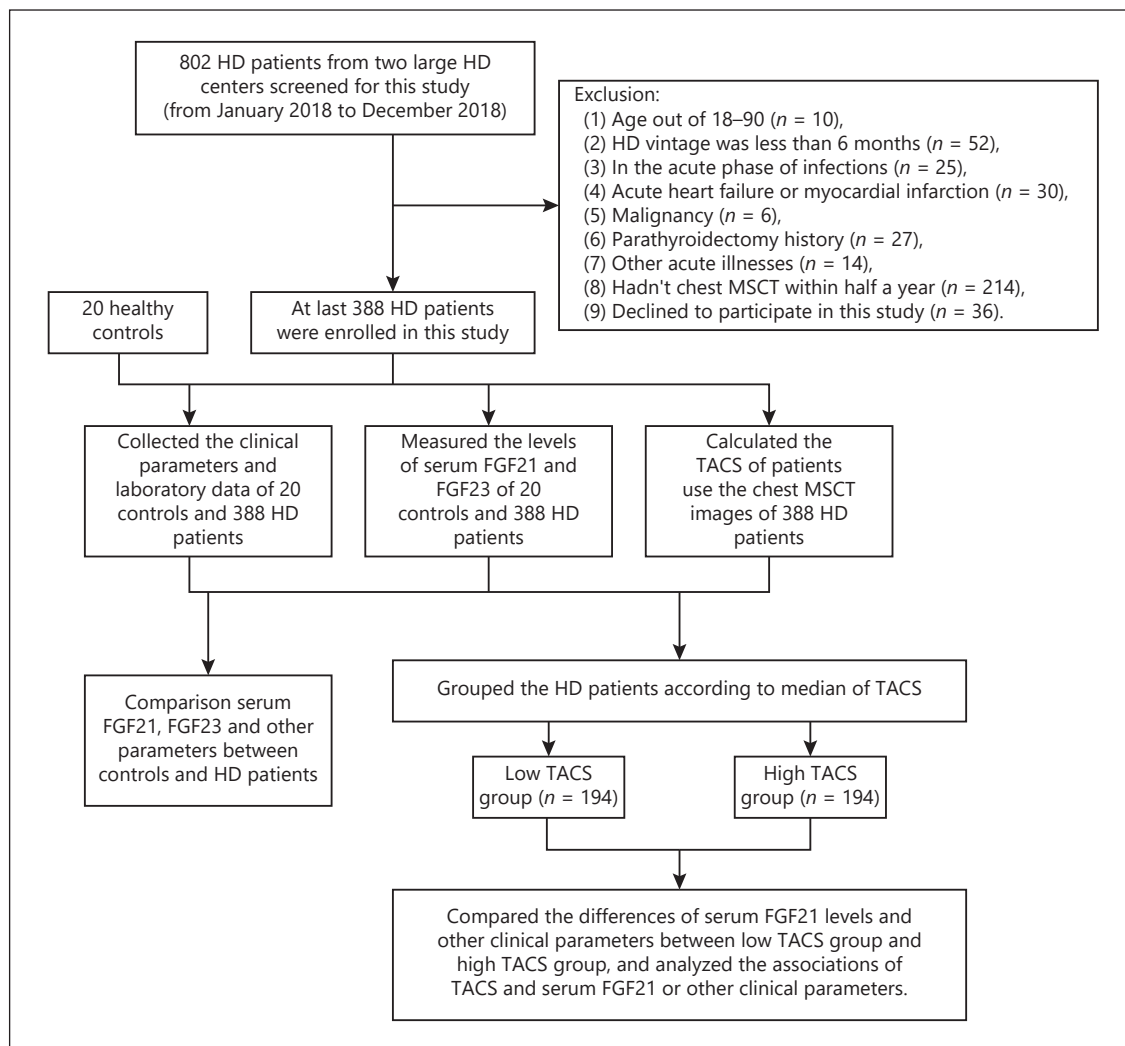 802 HD patients from two large HD
centers screened for this study
(from January 2018 to December 2018)
Exclusion:
(1) Age out of 18–90 (n = 10),
(2) HD vintage was less than 6 months (n = 52),
(3) In the acute phase of infections (n = 25),
(4) Acute heart failure or myocardial infarction (n = 30),
(5) Malignancy (n = 6),
(6) Parathyroidectomy history (n = 27),
(7) Other acute illnesses (n = 14),
(8) Hadn't chest MSCT within half a year (n = 214),
(9) Declined to participate in this study (n = 36).
20 healthy
controls
At last 388 HD patients
were enrolled in this study
Collected the clinical
parameters and
laboratory data of 20
controls and 388 HD
patients
Measured the levels
of serum FGF21 and
FGF23 of 20
controls and 388 HD
patients
Calculated the
TACS of patients
use the chest MSCT
images of 388 HD
patients
Comparison serum
FGF21, FGF23 and other
parameters between
controls and HD patients
Grouped the HD patients according to median of TACS
Low TACS
group (n = 194)
High TACS
group (n = 194)
Compared the differences of serum FGF21 levels and
other clinical parameters between low TACS group and
high TACS group, and analyzed the associations of
TACS and serum FGF21 or other clinical parameters.